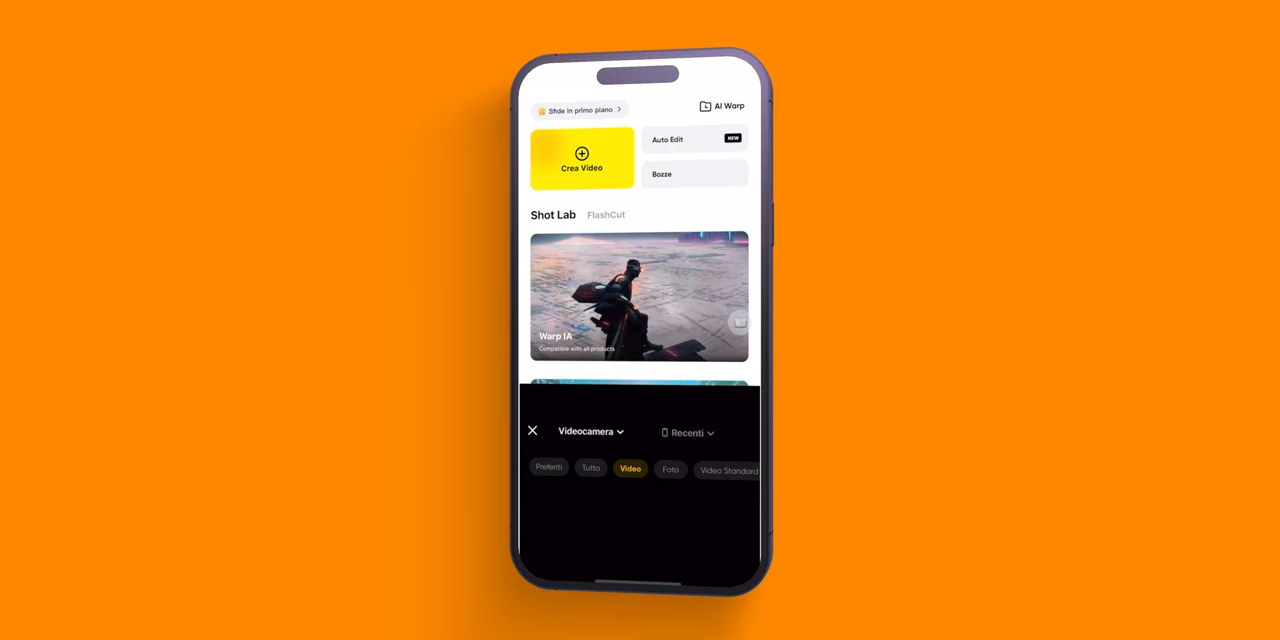 Sfide in primo piano
AI Warp
Crea Video
Auto Edit
NEW
Bozze
Shot Lab
FlashCut
Warp IA
Compatible with all products
Videocamera
Recenti
Preferiti
Tutto
Video
Foto
Video Standard